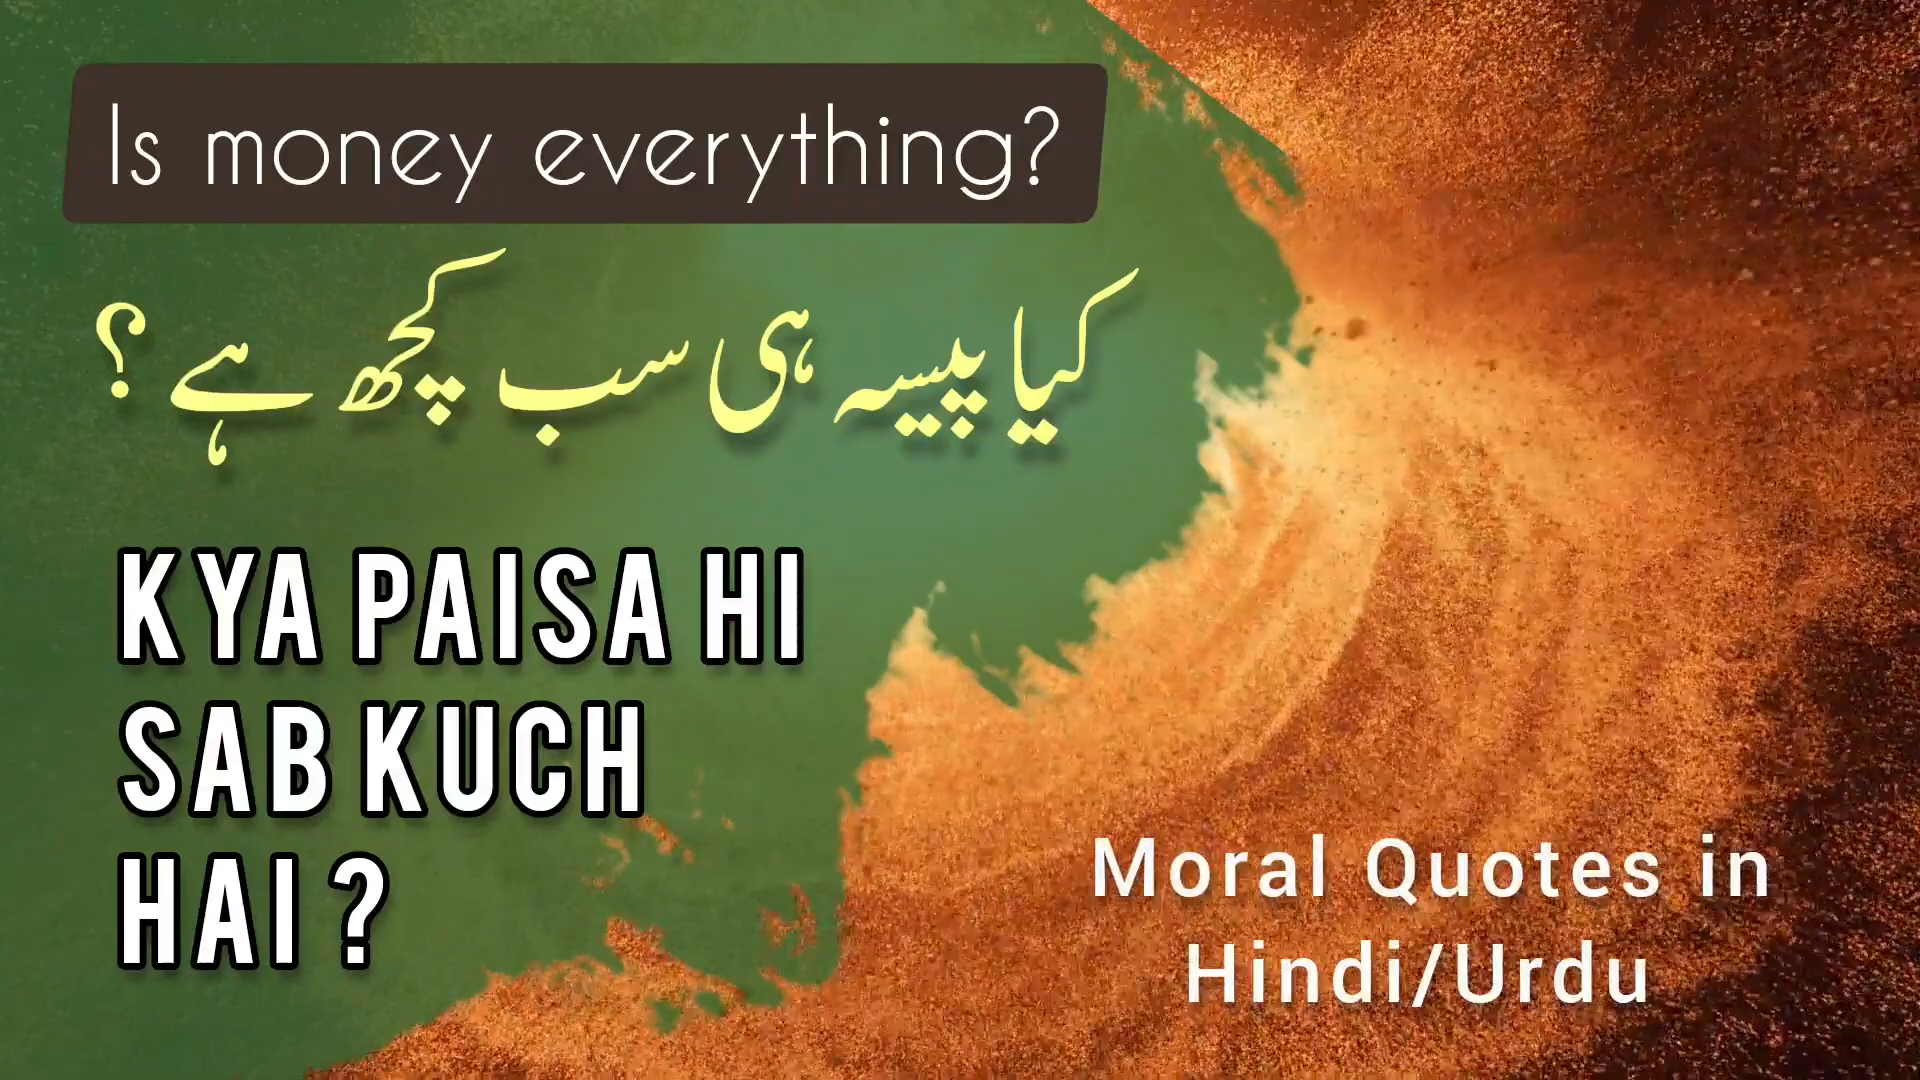 Is money everything?
کیا پیسہ ہی سب کچھ ہے ؟
KYA PAISA HI
SAB KUCH
HAI ?
Moral Quotes in
Hindi/Urdu